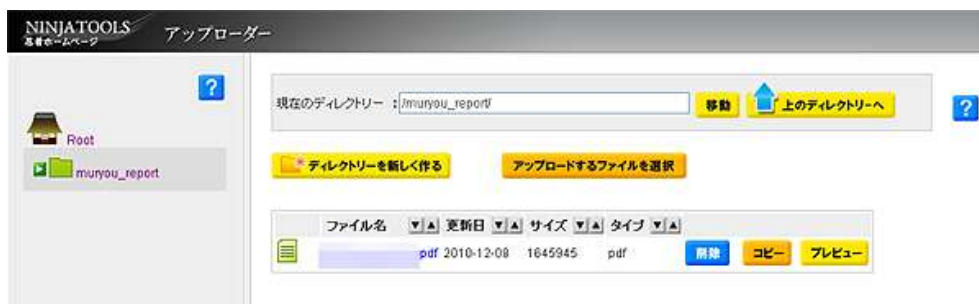 NINJATOOLS アップローダー
忍者ホームページ
?
現在のディレクトリー : /muryou_report/ 移動 上のディレクトリーへ ?
Root
muryou_report
ディレクトリーを新しく作る アップロードするファイルを選択
ファイル名 ▼▲ 更新日 ▼▲ サイズ ▼▲ タイプ ▼▲
pdf 2010-12-08 1645945 pdf 削除 コピー プレビュー